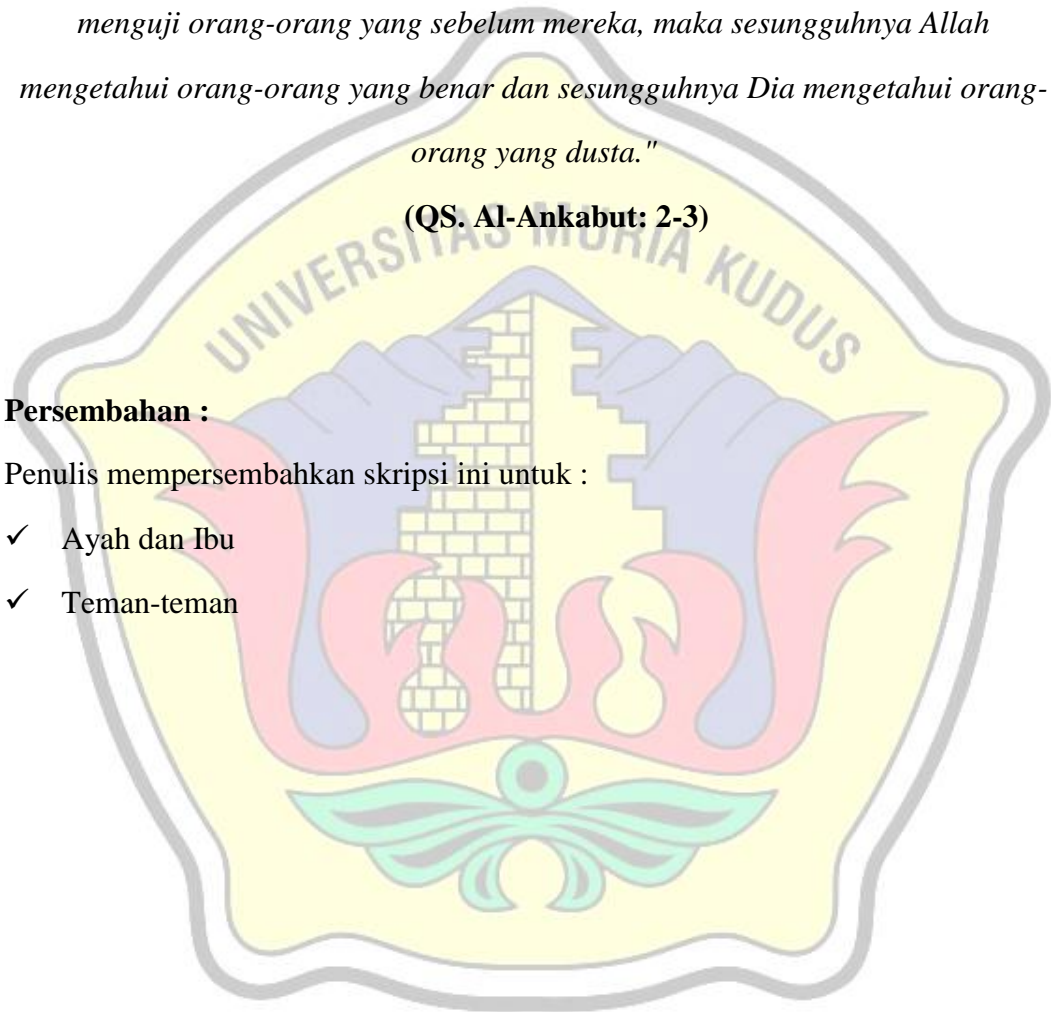 menguji orang-orang yang sebelum mereka, maka sesungguhnya Allah
mengetahui orang-orang yang benar dan sesungguhnya Dia mengetahui orang-
orang yang dusta."
(QS. Al-Ankabut: 2-3)
UNIVERSITAS MURIA KUDUS
Persembahan :
Penulis mempersembahkan skripsi ini untuk :
✓ Ayah dan Ibu
✓ Teman-teman